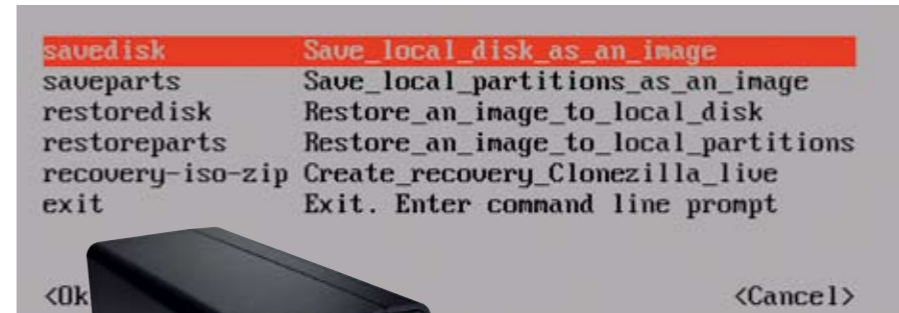 savedisk Save_local_disk_as_an_image
saveparts Save_local_partitions_as_an_image
restoredisk Restore_an_image_to_local_disk
restoreparts Restore_an_image_to_local_partitions
recovery-iso-zip Create_recovery_Clonezilla_live
exit Exit. Enter command line prompt
<Ok <Cancel>